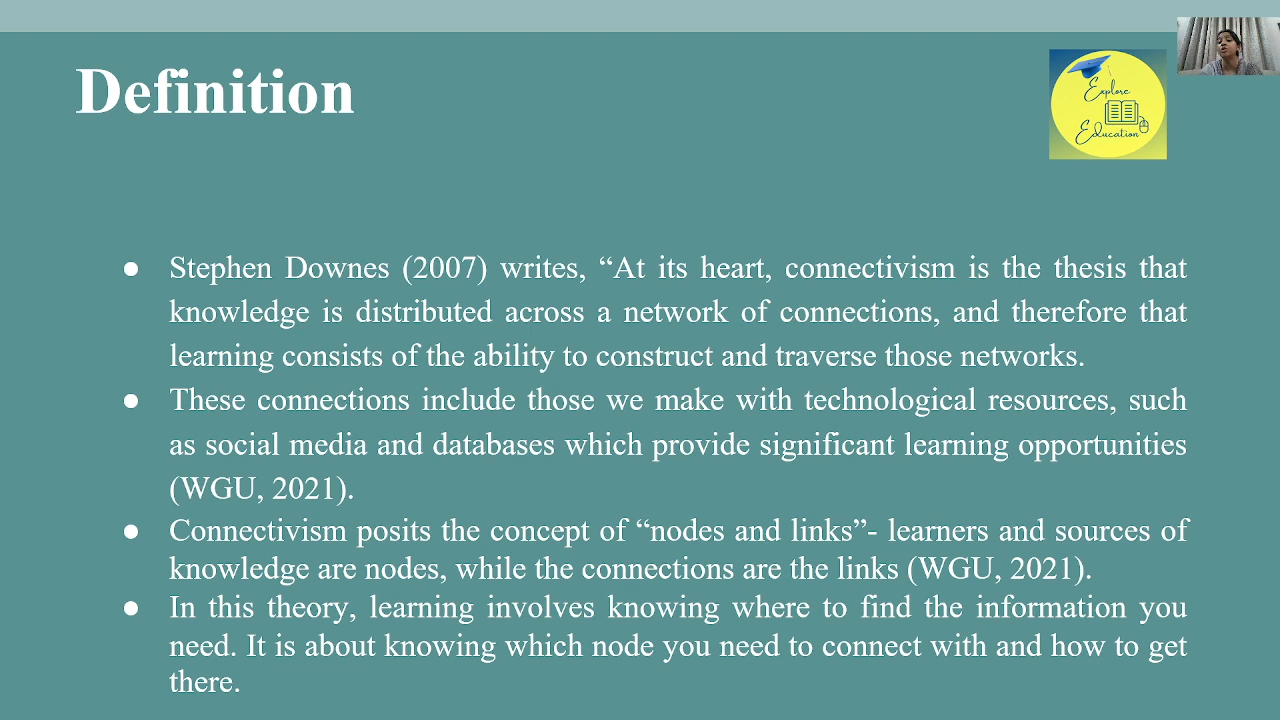 Definition
Explore
Education
● Stephen Downes (2007) writes, “At its heart, connectivism is the thesis that
knowledge is distributed across a network of connections, and therefore that
learning consists of the ability to construct and traverse those networks.
● These connections include those we make with technological resources, such
as social media and databases which provide significant learning opportunities
(WGU, 2021).
● Connectivism posits the concept of “nodes and links”- learners and sources of
knowledge are nodes, while the connections are the links (WGU, 2021).
● In this theory, learning involves knowing where to find the information you
need. It is about knowing which node you need to connect with and how to get
there.